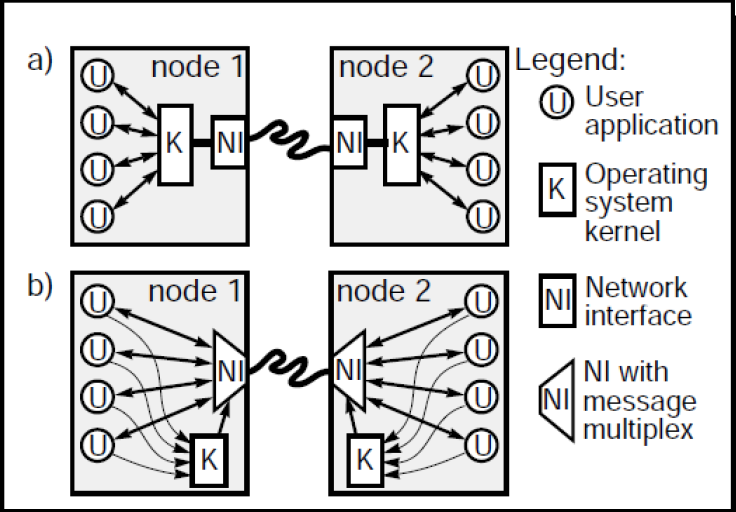 a)
node 1
node 2
U
U
U
U
K
NI
NI
K
U
U
U
U
Legend:
U
User
application
K
Operating
system
kernel
NI
Network
interface
NI
NI with
message
multiplex
b)
node 1
node 2
U
U
U
U
NI
K
NI
K
U
U
U
U